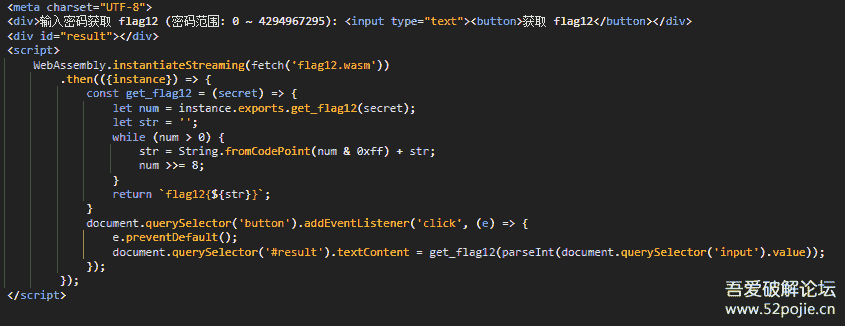 <meta charset="UTF-8">
<div>输入密码获取 flag12 (密码范围: 0 ~ 4294967295): <input type="text"><button>获取 flag12</button></div>
<div id="result"></div>
<script>
    WebAssembly.instantiateStreaming(fetch('flag12.wasm'))
        .then(({instance}) => {
            const get_flag12 = (secret) => {
                let num = instance.exports.get_flag12(secret);
                let str = '';
                while (num > 0) {
                    str = String.fromCodePoint(num & 0xff) + str;
                    num >>= 8;
                }
                return `flag12{${str}}`;
            }
            document.querySelector('button').addEventListener('click', (e) => {
                e.preventDefault();
                document.querySelector('#result').textContent = get_flag12(parseInt(document.querySelector('input').value));
            });
        });
</script>
吾爱破解论坛
www.52pojie.cn